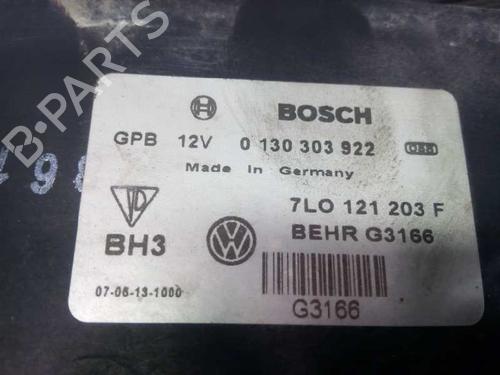 B-PARTS
BOSCH
GPB 12V 0 130 303 922
Made in Germany
7L0 121 203 F
BH3
BEHR G3166
07-06-13-1000
G3166